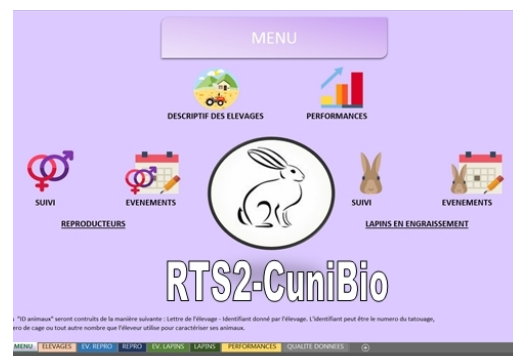 MENU
DESCRIPTIF DES ELEVAGES
PERFORMANCES
SUIVI
EVENEMENTS
SUIVI
EVENEMENTS
REPRODUCTEURS
LAPINS EN ENGRAISSEMENT
RTS2-CuniBio
"ID animaux" seront contruits de la manière suivante : Lettre de l'élevage - Identifiant donné par l'élevage. L'identifiant peut être le numero du tatouage,
ero de cage ou tout autre nombre que l'éleveur utilise pour caractériser ses animaux.
MENU ELEVAGES EV. REPRO REPRO EV. LAPINS LAPINS PERFORMANCES QUALITE DONNEES